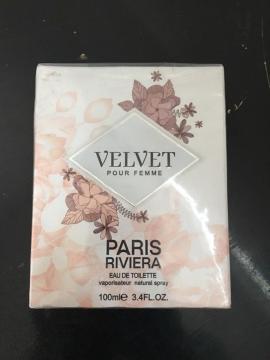 VELVET
POUR FEMME
PARIS
RIVIERA
EAU DE TOILETTE
vaporisateur natural spray
100ml℮ 3.4FL.OZ.